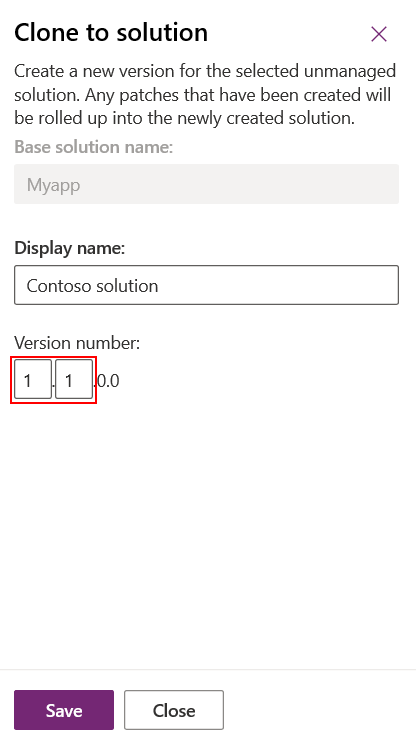 Clone to solution
Create a new version for the selected unmanaged
solution. Any patches that have been created will
be rolled up into the newly created solution.
Base solution name:
Myapp
Display name:
Contoso solution
Version number:
1.1.0.0
Save Close